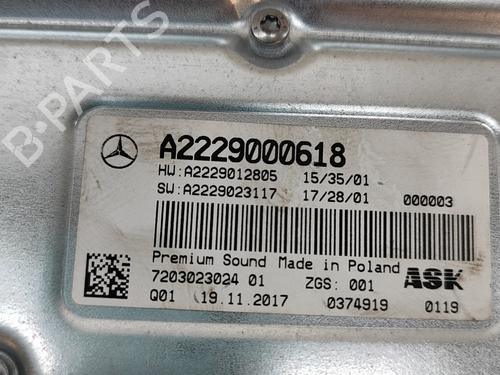 B-PARTS
A2229000618
HW:A2229012805 15/35/01
SW:A2229023117 17/28/01 000003
Premium Sound Made in Poland
7203023024 01 ZGS: 001 ASK
Q01 19.11.2017 0374919 0119